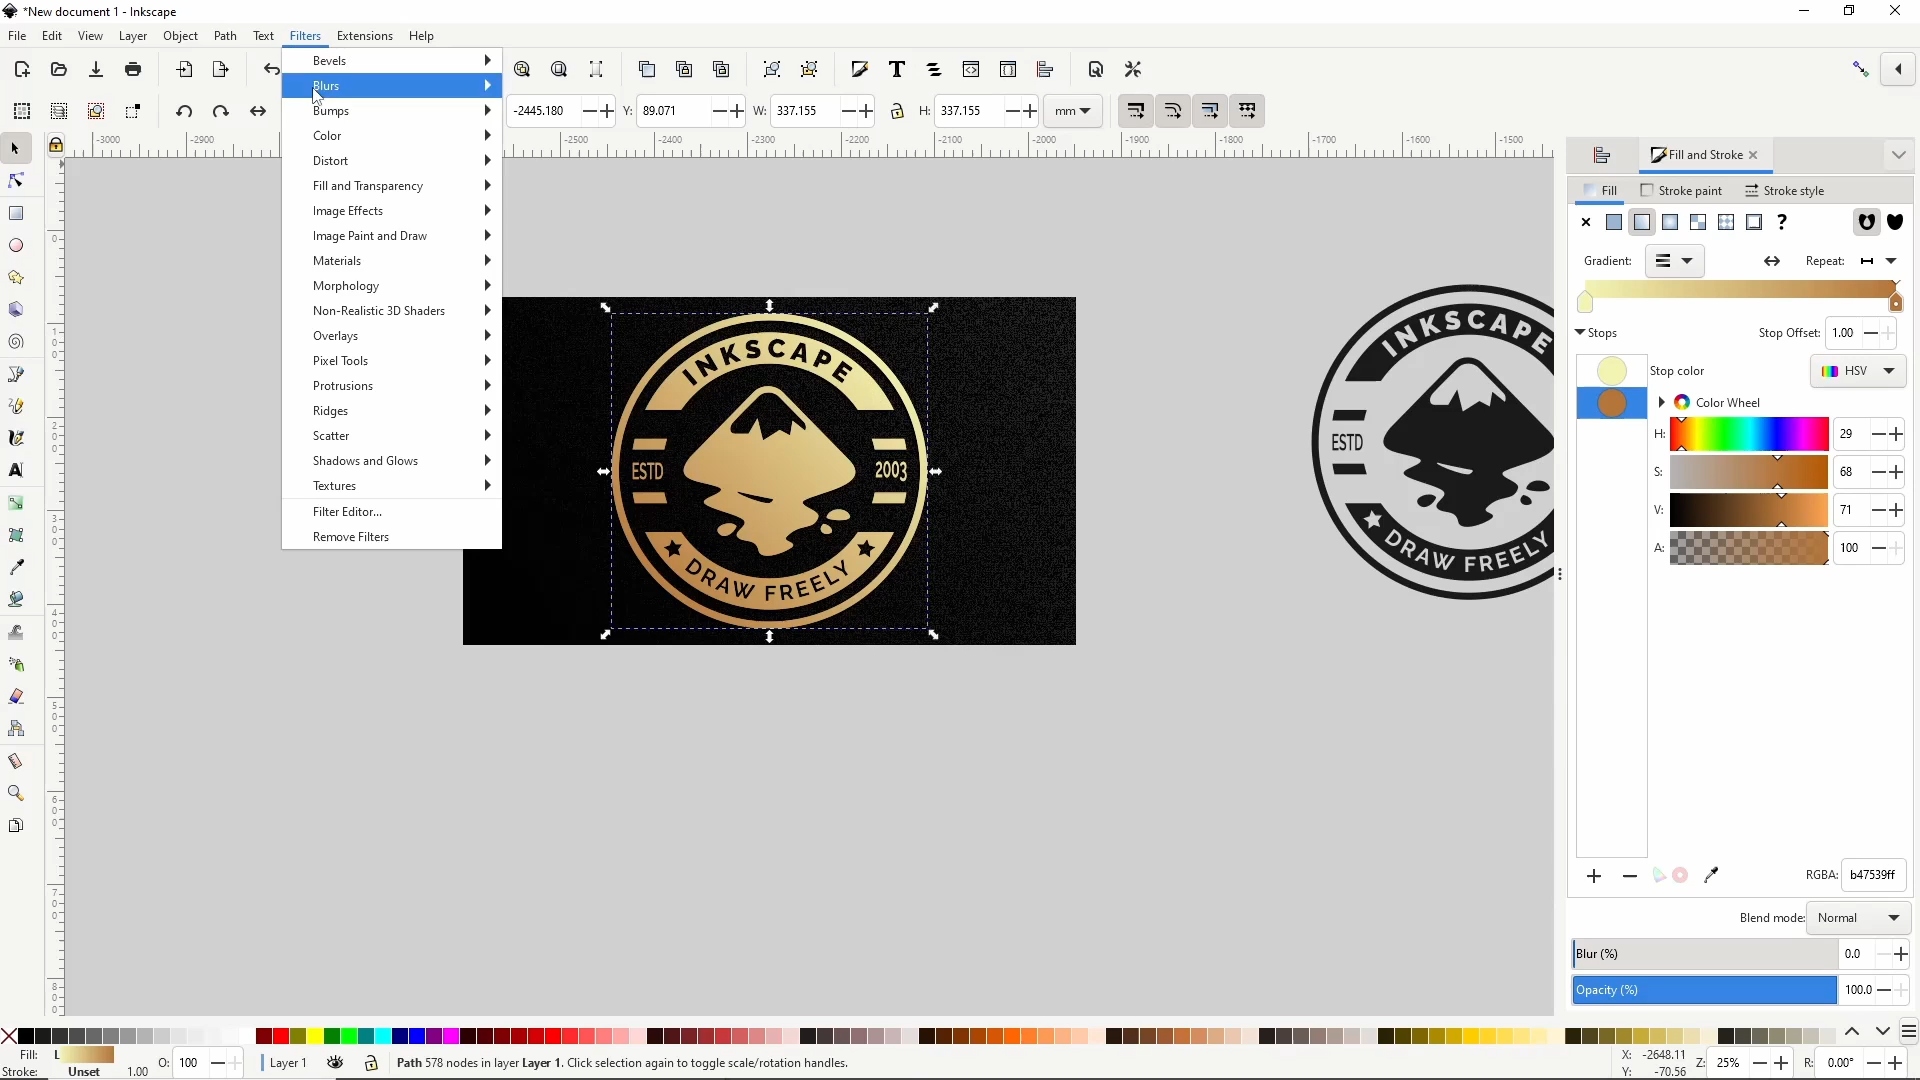 *New document 1 - Inkscape
File Edit View Layer Object Path Text Filters Extensions Help
Bevels
Blurs
Bumps
Color
Distort
Fill and Transparency
Image Effects
Image Paint and Draw
Materials
Morphology
Non-Realistic 3D Shaders
Overlays
Pixel Tools
Protrusions
Ridges
Scatter
Shadows and Glows
Textures
Filter Editor...
Remove Filters
-2445.180 Y: 89.071 W: 337.155 H: 337.155 mm
-3000 -2900 -2500 -2400 -2300 -2200 -2100 -2000 -1900 -1800 -1700 -1600 -1500
INKSCAPE
ESTD 2003
DRAW FREELY
INKSCAPE
ESTD
DRAW FREELY
Fill and Stroke
Fill Stroke paint Stroke style
Gradient: Repeat:
Stops Stop Offset: 1.00
Stop color HSV
Color Wheel
H: 29
S: 68
V: 71
A: 100
RGBA: b47539ff
Blend mode: Normal
Blur (%) 0.0
Opacity (%) 100.0
Fill: L O: 100 Layer 1 Path 578 nodes in layer Layer 1. Click selection again to toggle scale/rotation handles. X: -2648.11 Z: 25% R: 0.00°
Stroke: Unset 1.00 Y: -70.56